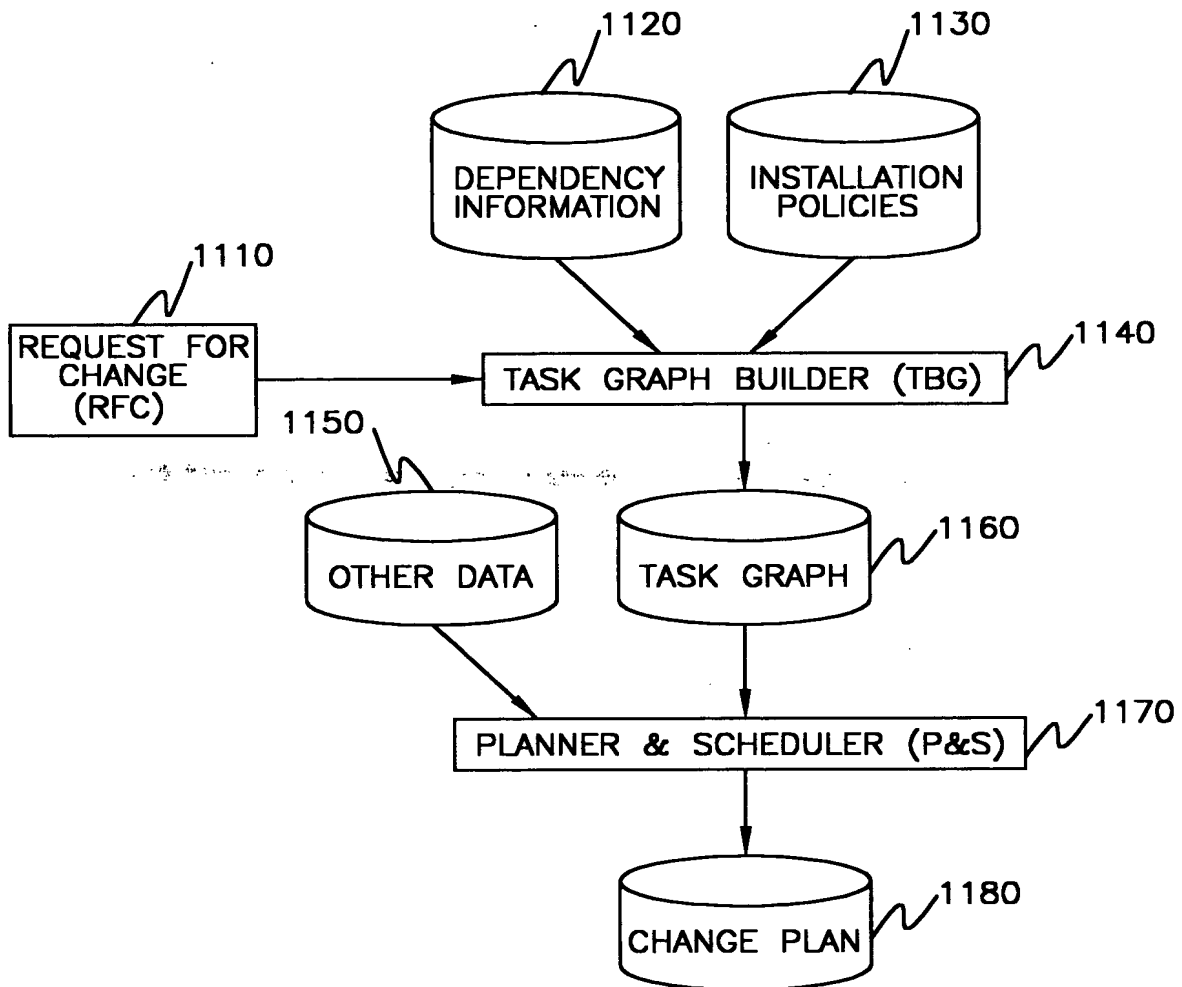 1120
1130
DEPENDENCY
INFORMATION
INSTALLATION
POLICIES
1110
REQUEST FOR
CHANGE
(RFC)
1140
TASK GRAPH BUILDER (TBG)
1150
OTHER DATA
1160
TASK GRAPH
1170
PLANNER & SCHEDULER (P&S)
1180
CHANGE PLAN